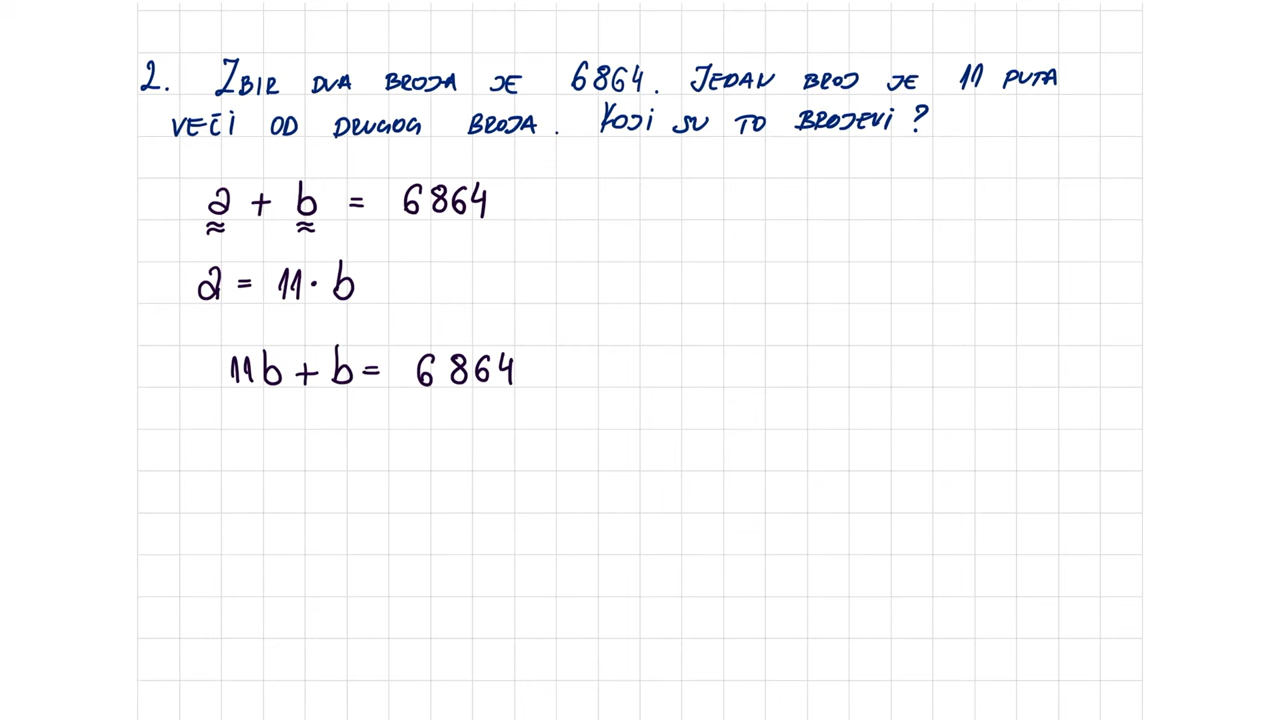 2. ZBIR DVA BROJA JE 6864. JEDAN BROJ JE 11 PUTA
VEĆI OD DRUGOG BROJA. KOJI SU TO BROJEVI?
a + b = 6864
≈ ≈
a = 11 · b
11b + b = 6864